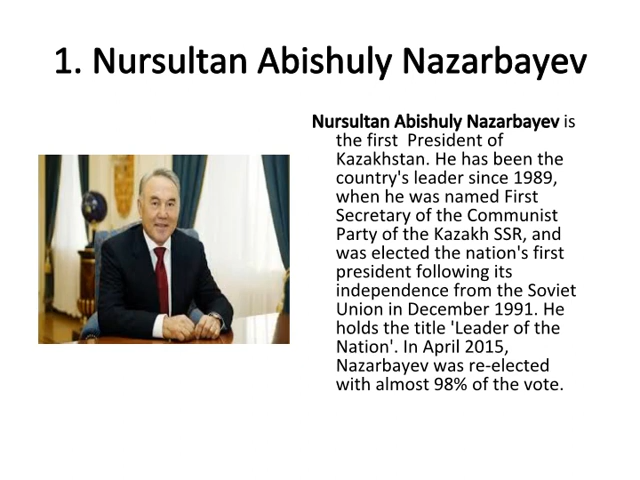 1. Nursultan Abishuly Nazarbayev
Nursultan Abishuly Nazarbayev is
the first  President of
Kazakhstan. He has been the
country's leader since 1989,
when he was named First
Secretary of the Communist
Party of the Kazakh SSR, and
was elected the nation's first
president following its
independence from the Soviet
Union in December 1991. He
holds the title 'Leader of the
Nation'. In April 2015,
Nazarbayev was re-elected
with almost 98% of the vote.